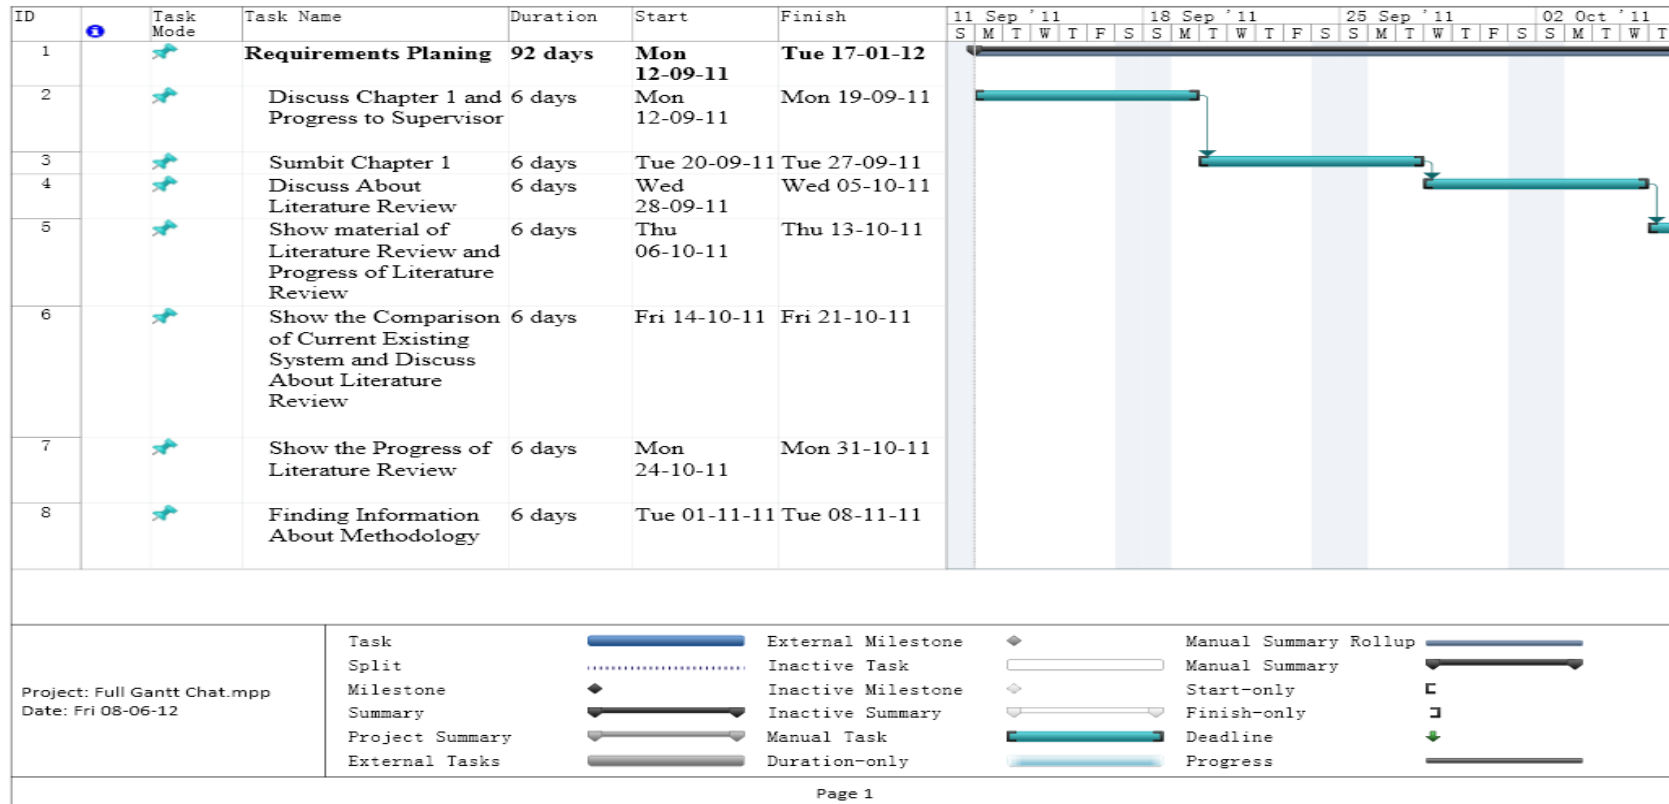 ID Task Mode Task Name Duration Start Finish 11 Sep '11 18 Sep '11 25 Sep '11 02 Oct '11
S M T W T F S S M T W T F S S M T W T F S S M T W T
1 Requirements Planing 92 days Mon 12-09-11 Tue 17-01-12
2 Discuss Chapter 1 and 6 days Mon Mon 19-09-11
Progress to Supervisor 12-09-11
3 Sumbit Chapter 1 6 days Tue 20-09-11 Tue 27-09-11
4 Discuss About 6 days Wed Wed 05-10-11
Literature Review 28-09-11
5 Show material of 6 days Thu Thu 13-10-11
Literature Review and 06-10-11
Progress of Literature
Review
6 Show the Comparison 6 days Fri 14-10-11 Fri 21-10-11
of Current Existing
System and Discuss
About Literature
Review
7 Show the Progress of 6 days Mon Mon 31-10-11
Literature Review 24-10-11
8 Finding Information 6 days Tue 01-11-11 Tue 08-11-11
About Methodology
Project: Full Gantt Chat.mpp
Date: Fri 08-06-12
Task External Milestone Manual Summary Rollup
Split Inactive Task Manual Summary
Milestone Inactive Milestone Start-only
Summary Inactive Summary Finish-only
Project Summary Manual Task Deadline
External Tasks Duration-only Progress
Page 1